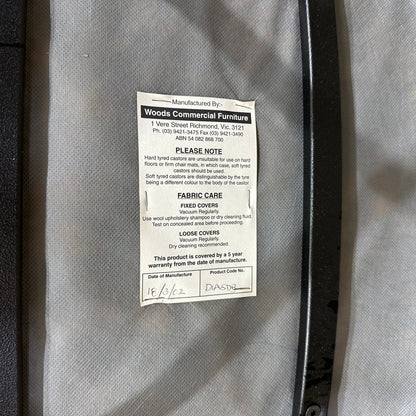 Manufactured By:-
Woods Commercial Furniture
1 Vere Street Richmond, Vic. 3121
Ph. (03) 9421-3475 Fax (03) 9421-3490
ABN 54 082 868 700
PLEASE NOTE
Hard tyred castors are unsuitable for use on hard
floors or firm chair mats, in which case, soft tyred
castors should be used.
Soft tyred castors are distinguishable by the tyre
being a different colour to the body of the castor
FABRIC CARE
FIXED COVERS
Vacuum Regularly.
Use wool upholstery shampoo or dry cleaning fluid.
Test on concealed area before proceeding.
LOOSE COVERS
Vacuum Regularly.
Dry cleaning recommended.
This product is covered by a 5 year
warranty from the date of manufacture.
Date of Manufacture Product Code No.
/3/02